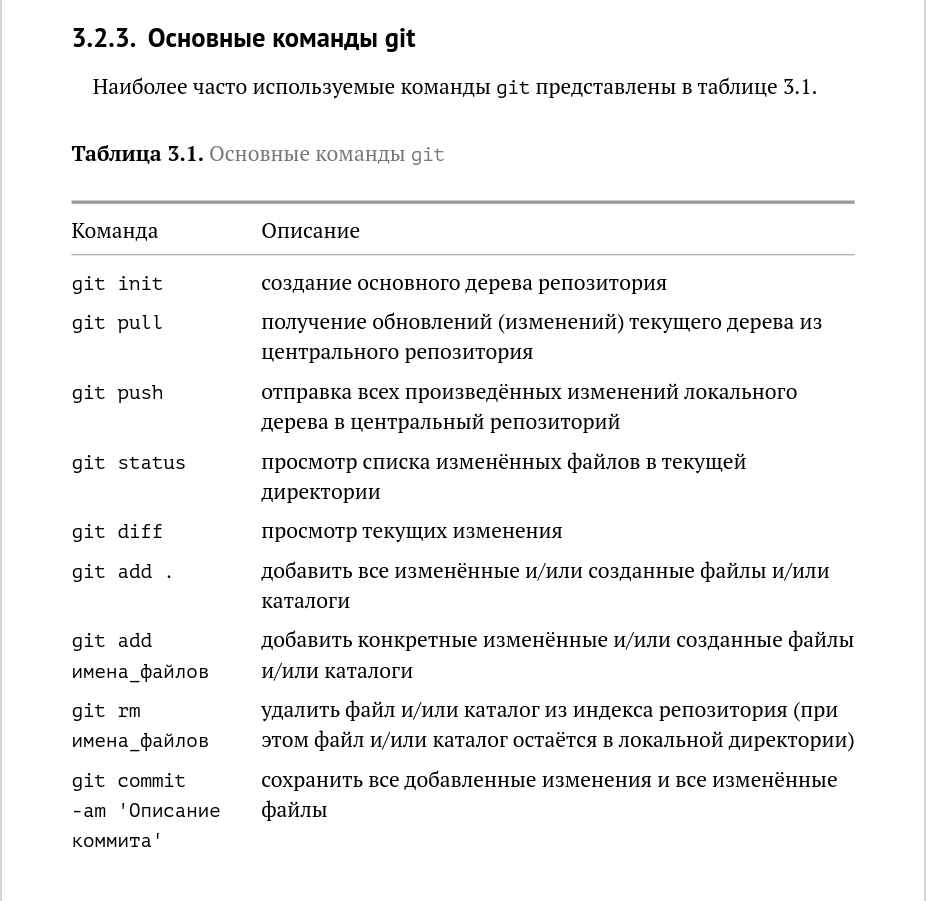 3.2.3. Основные команды git
Наиболее часто используемые команды git представлены в таблице 3.1.
Таблица 3.1. Основные команды git
Команда Описание
git init создание основного дерева репозитория
git pull получение обновлений (изменений) текущего дерева из
центрального репозитория
git push отправка всех произведённых изменений локального
дерева в центральный репозиторий
git status просмотр списка изменённых файлов в текущей
директории
git diff просмотр текущих изменения
git add . добавить все изменённые и/или созданные файлы и/или
каталоги
git add добавить конкретные изменённые и/или созданные файлы
имена_файлов и/или каталоги
git rm удалить файл и/или каталог из индекса репозитория (при
имена_файлов этом файл и/или каталог остаётся в локальной директории)
git commit сохранить все добавленные изменения и все изменённые
-am 'Описание файлы
коммита'